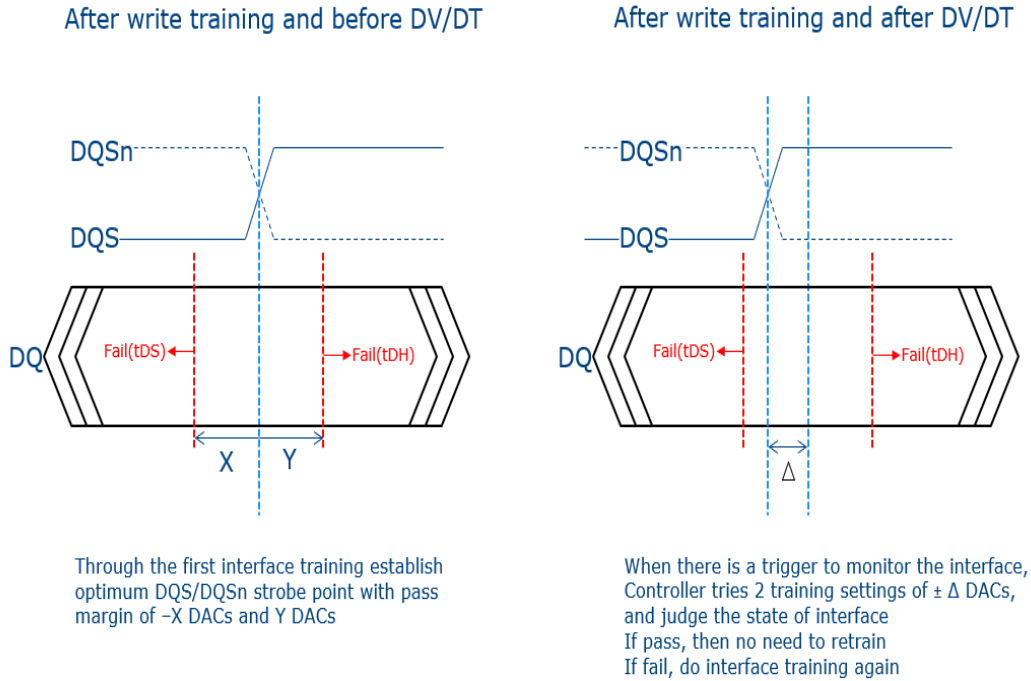 After write training and before DV/DT
DQSn
DQS
DQ
Fail(tDS)
Fail(tDH)
X
Y
Through the first interface training establish
optimum DQS/DQSn strobe point with pass
margin of –X DACs and Y DACs
After write training and after DV/DT
DQSn
DQS
DQ
Fail(tDS)
Fail(tDH)
Δ
When there is a trigger to monitor the interface,
Controller tries 2 training settings of ± Δ DACs,
and judge the state of interface
If pass, then no need to retrain
If fail, do interface training again